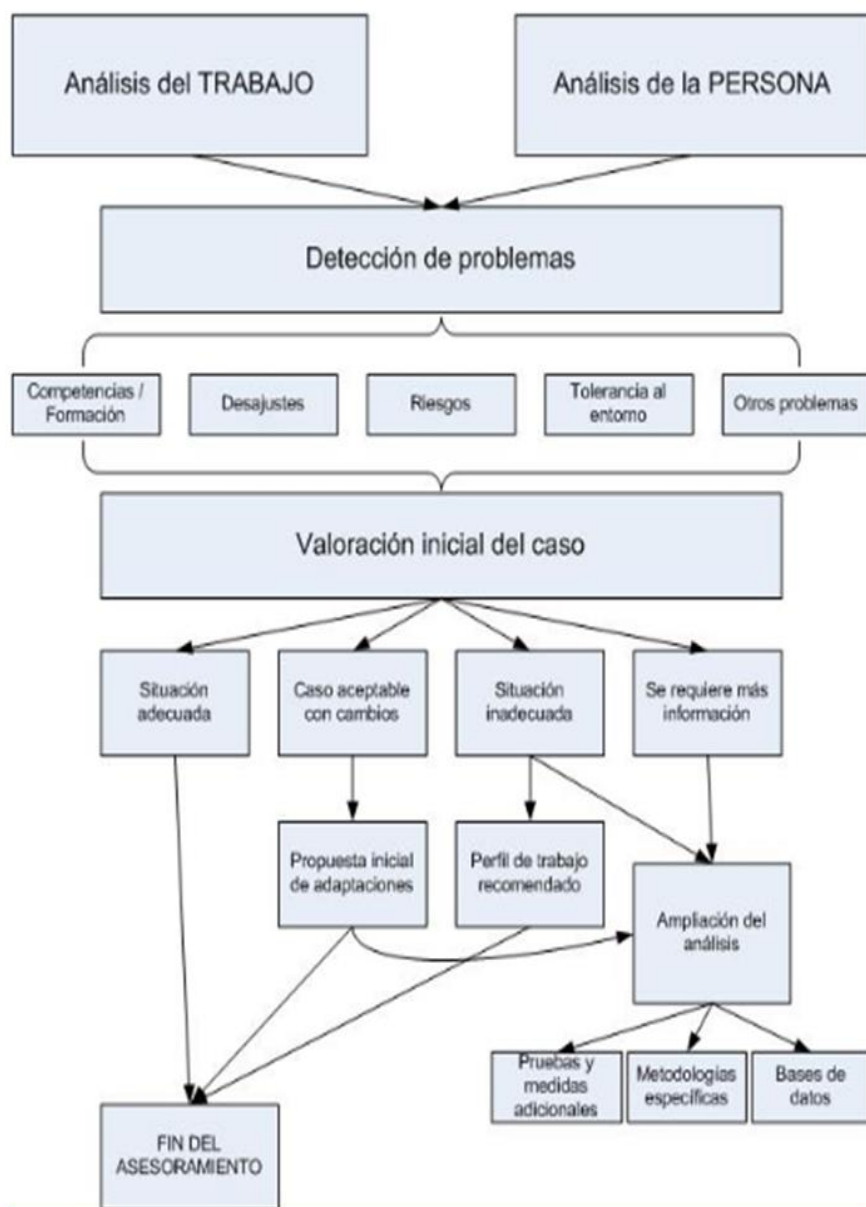 Análisis del TRABAJO
Análisis de la PERSONA
Detección de problemas
Competencias /
Formación
Desajustes
Riesgos
Tolerancia al
entorno
Otros problemas
Valoración inicial del caso
Situación
adecuada
Caso aceptable
con cambios
Situación
inadecuada
Se requiere más
información
Propuesta inicial
de adaptaciones
Perfil de trabajo
recomendado
Ampliación del
análisis
Pruebas y
medidas
adicionales
Metodologías
específicas
Bases de
datos
FIN DEL
ASESORAMIENTO